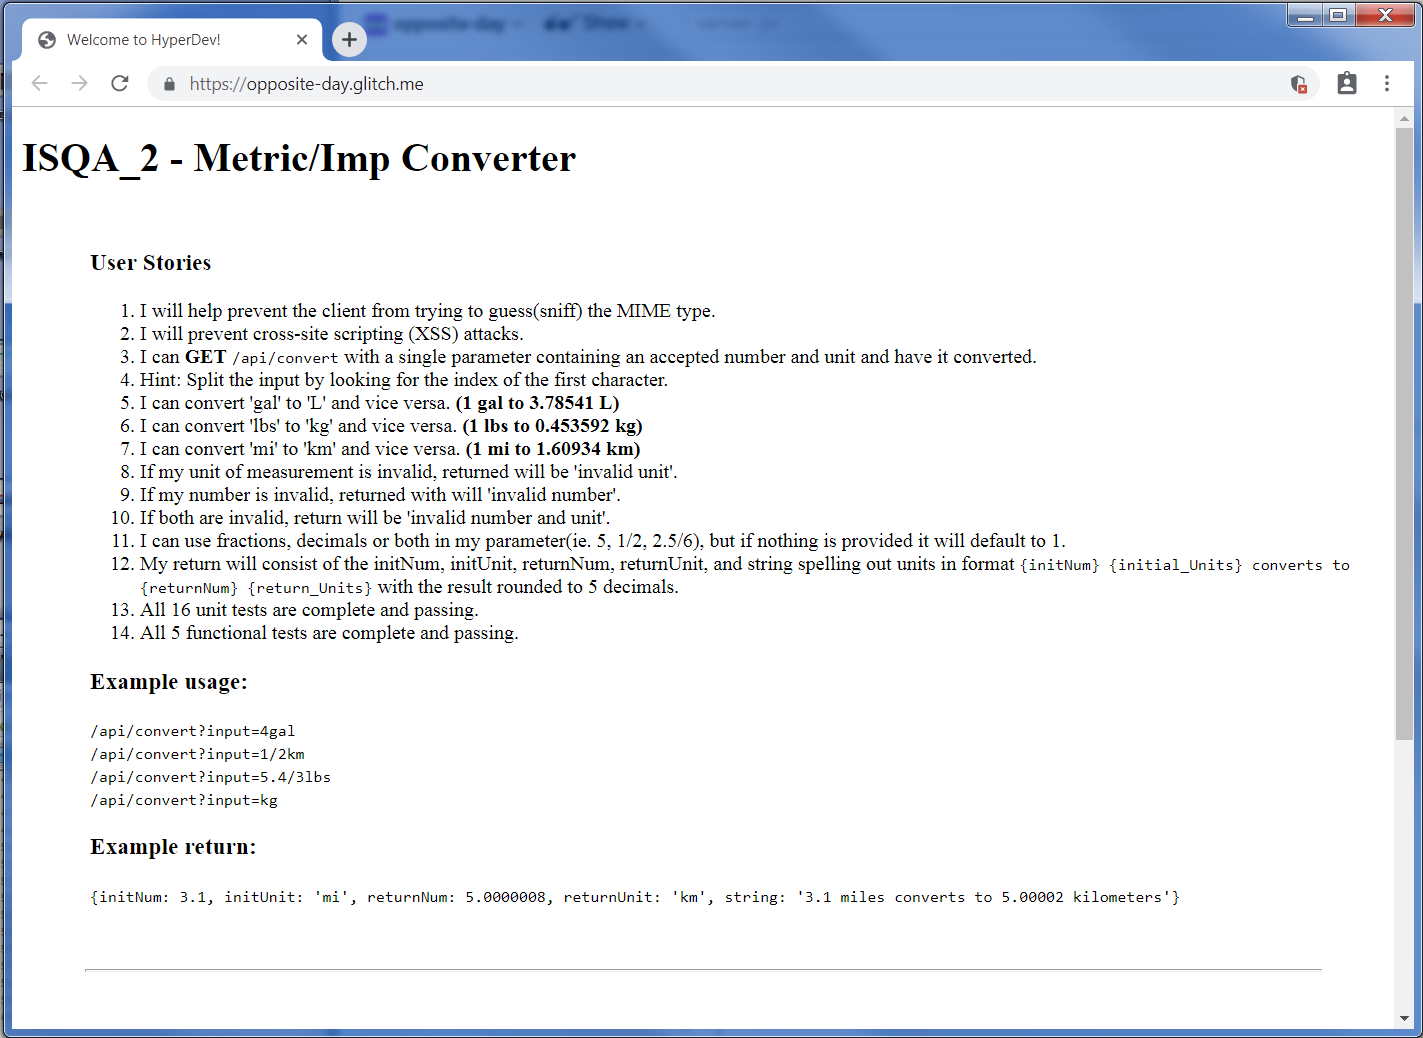 opposite-day Show
Welcome to HyperDev!
https://opposite-day.glitch.me
ISQA_2 - Metric/Imp Converter
User Stories
1. I will help prevent the client from trying to guess(sniff) the MIME type.
2. I will prevent cross-site scripting (XSS) attacks.
3. I can GET /api/convert with a single parameter containing an accepted number and unit and have it converted.
4. Hint: Split the input by looking for the index of the first character.
5. I can convert 'gal' to 'L' and vice versa. (1 gal to 3.78541 L)
6. I can convert 'lbs' to 'kg' and vice versa. (1 lbs to 0.453592 kg)
7. I can convert 'mi' to 'km' and vice versa. (1 mi to 1.60934 km)
8. If my unit of measurement is invalid, returned will be 'invalid unit'.
9. If my number is invalid, returned with will 'invalid number'.
10. If both are invalid, return will be 'invalid number and unit'.
11. I can use fractions, decimals or both in my parameter(ie. 5, 1/2, 2.5/6), but if nothing is provided it will default to 1.
12. My return will consist of the initNum, initUnit, returnNum, returnUnit, and string spelling out units in format {initNum} {initial_Units} converts to
{returnNum} {return_Units} with the result rounded to 5 decimals.
13. All 16 unit tests are complete and passing.
14. All 5 functional tests are complete and passing.
Example usage:
/api/convert?input=4gal
/api/convert?input=1/2km
/api/convert?input=5.4/3lbs
/api/convert?input=kg
Example return:
{initNum: 3.1, initUnit: 'mi', returnNum: 5.0000008, returnUnit: 'km', string: '3.1 miles converts to 5.00002 kilometers'}